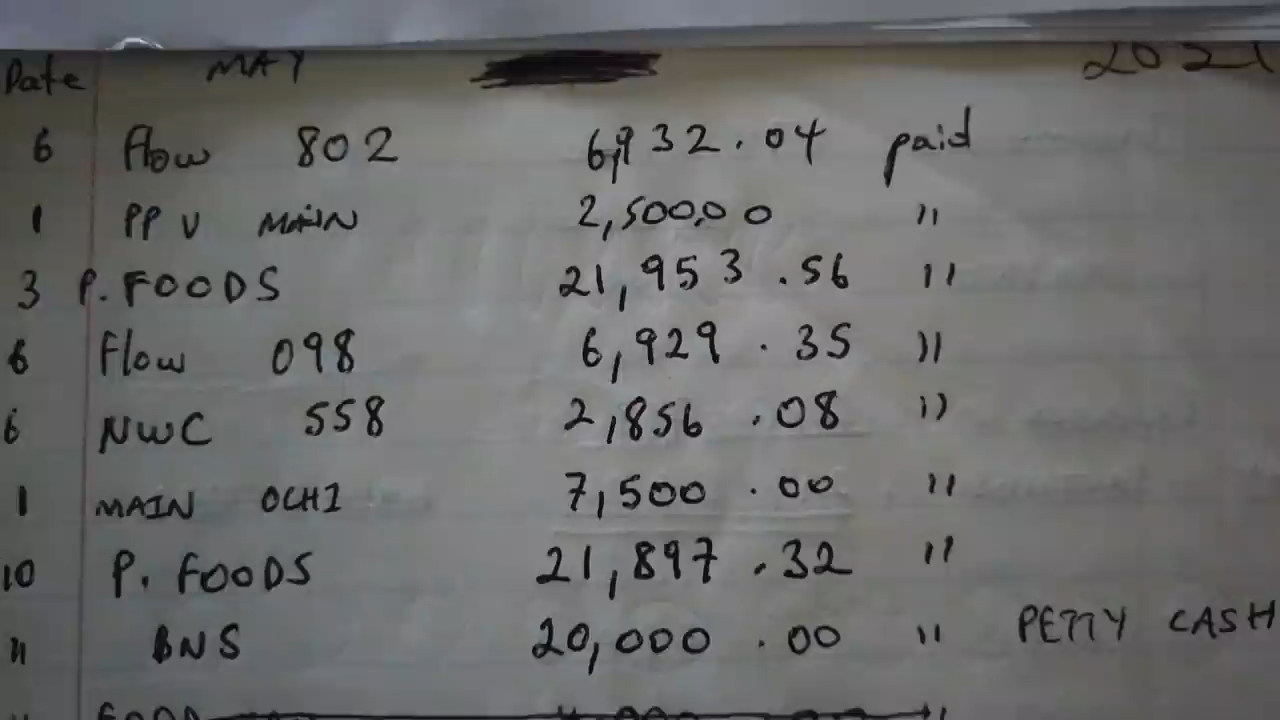 Date MAY 2021
6 flow 802 6,932.04 paid
1 PPV MAIN 2,500.00 "
3 P. FOODS 21,953.56 "
6 Flow 098 6,929.35 "
6 NWC 558 2,856.08 "
1 MAIN OCHI 7,500.00 "
10 P. FOODS 21,897.32 "
" BNS 20,000.00 " PETTY CASH